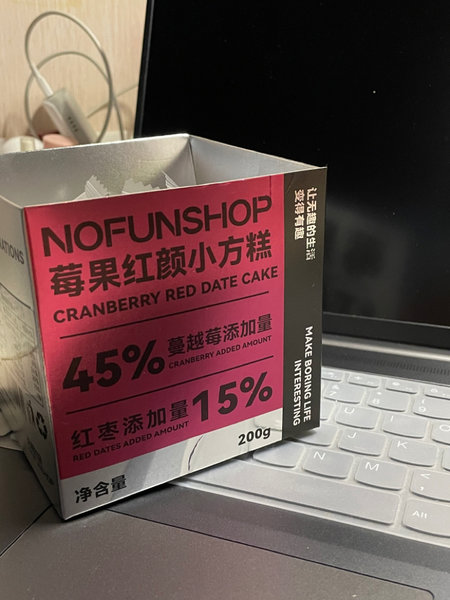 NOFUNSHOP
莓果红颜小方糕
CRANBERRY RED DATE CAKE
45%
蔓越莓添加量
CRANBERRY ADDED AMOUNT
红枣添加量
RED DATES ADDED AMOUNT
15%
净含量
200g
让无趣的生活
变得有趣
MAKE BORING LIFE
INTERESTING
N
M
Alt